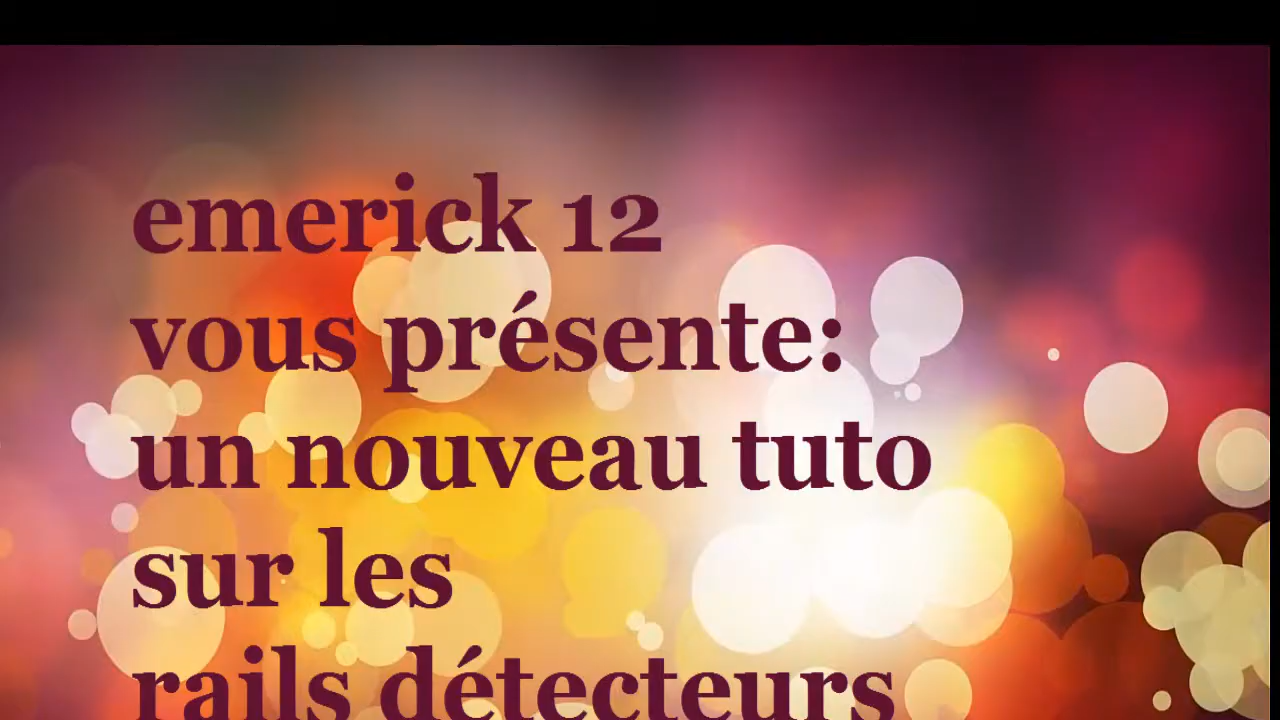 emerick 12
vous présente:
un nouveau tuto
sur les
rails détecteurs